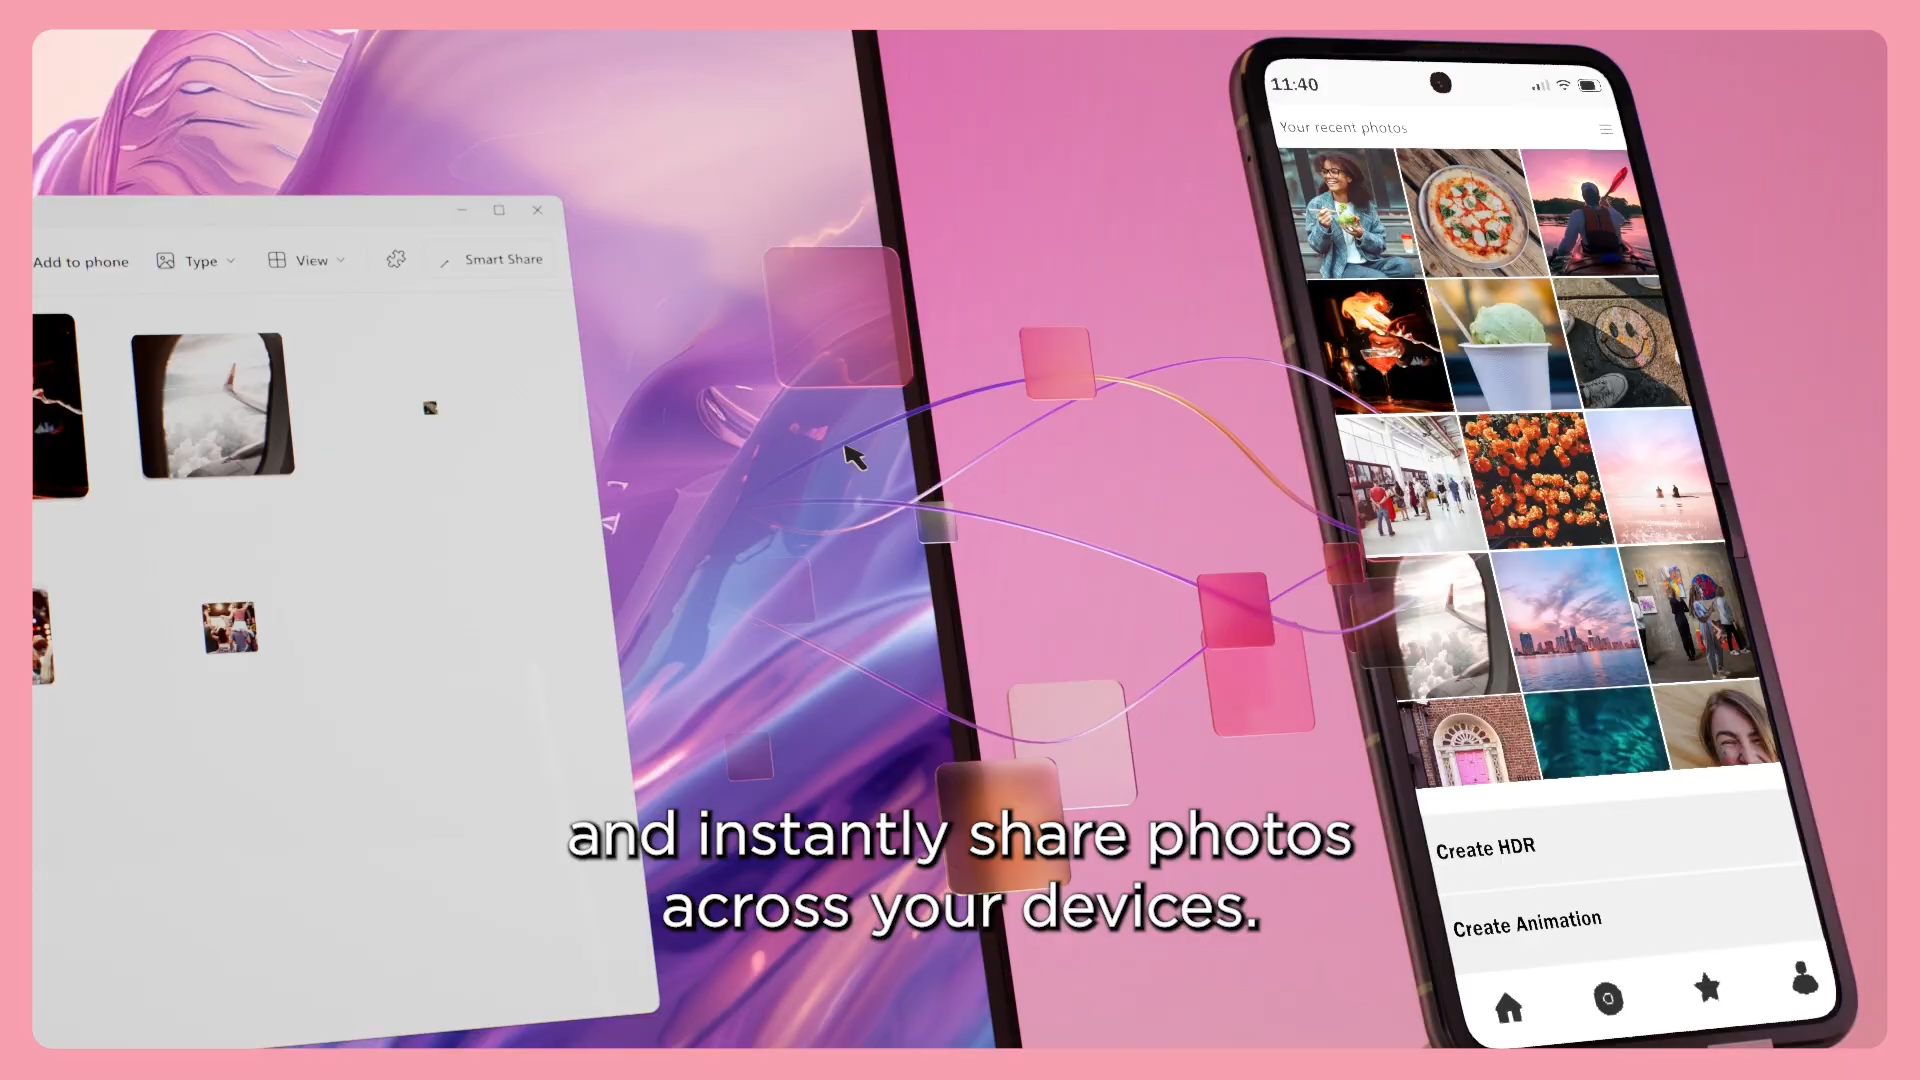 11:40
Your recent photos
Add to phone
Type
View
Smart Share
and instantly share photos
across your devices.
Create HDR
Create Animation